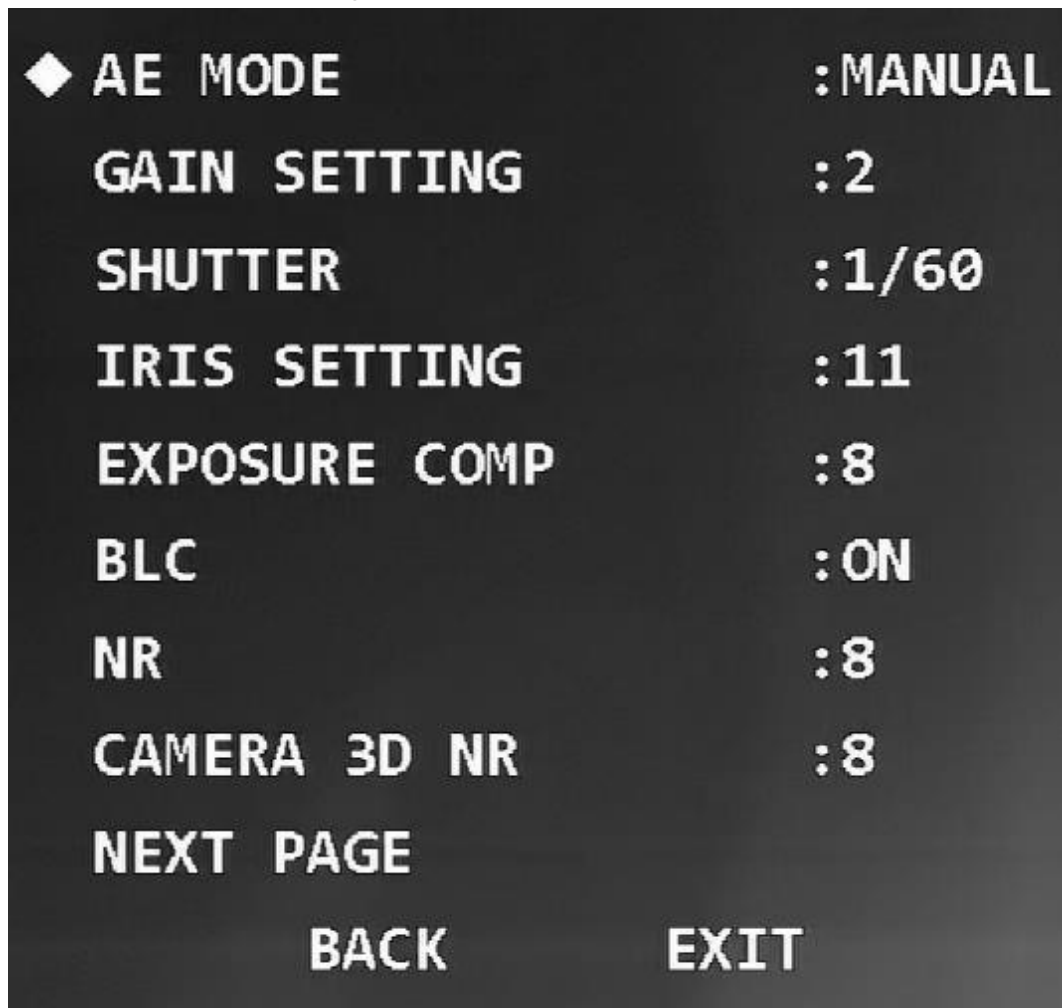 ◆ AE MODE :MANUAL
GAIN SETTING :2
SHUTTER :1/60
IRIS SETTING :11
EXPOSURE COMP :8
BLC :ON
NR :8
CAMERA 3D NR :8
NEXT PAGE
BACK EXIT